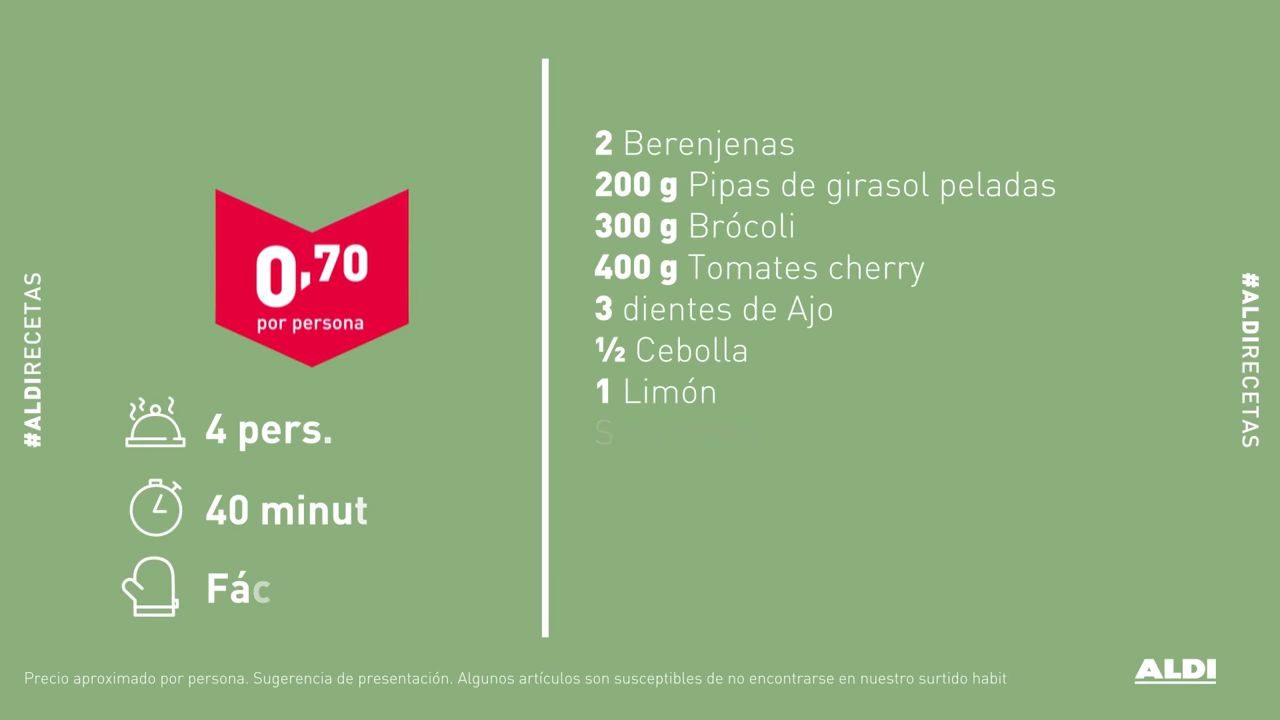 #ALDIRECETAS
0,70
por persona
4 pers.
40 minut
Fác
2 Berenjenas
200 g Pipas de girasol peladas
300 g Brócoli
400 g Tomates cherry
3 dientes de Ajo
½ Cebolla
1 Limón
S
#ALDIRECETAS
Precio aproximado por persona. Sugerencia de presentación. Algunos artículos son susceptibles de no encontrarse en nuestro surtido habit
ALDI